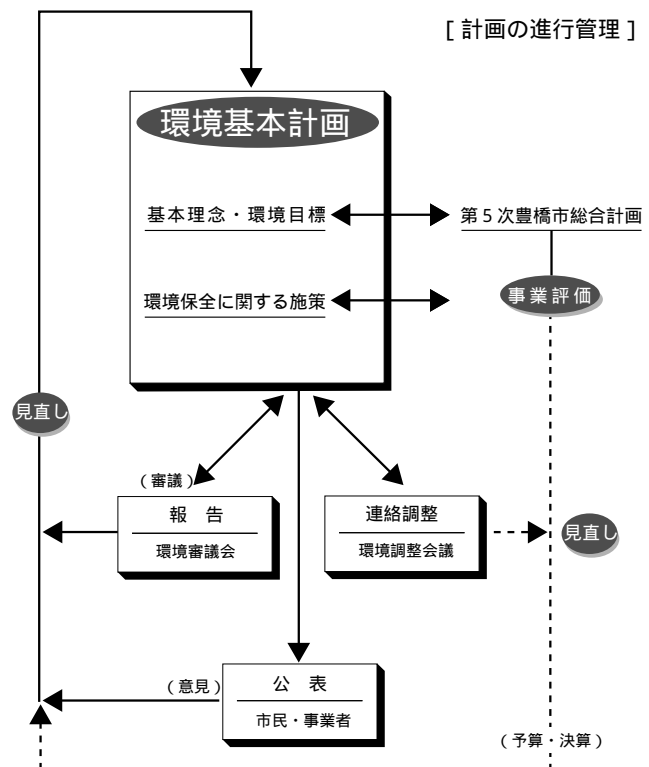 [ 計画の進行管理 ]
環境基本計画
基本理念・環境目標
第5次豊橋市総合計画
環境保全に関する施策
事業評価
見直し
(審議)
報 告
環境審議会
連絡調整
環境調整会議
見直し
(意見)
公 表
市民・事業者
(予算・決算)